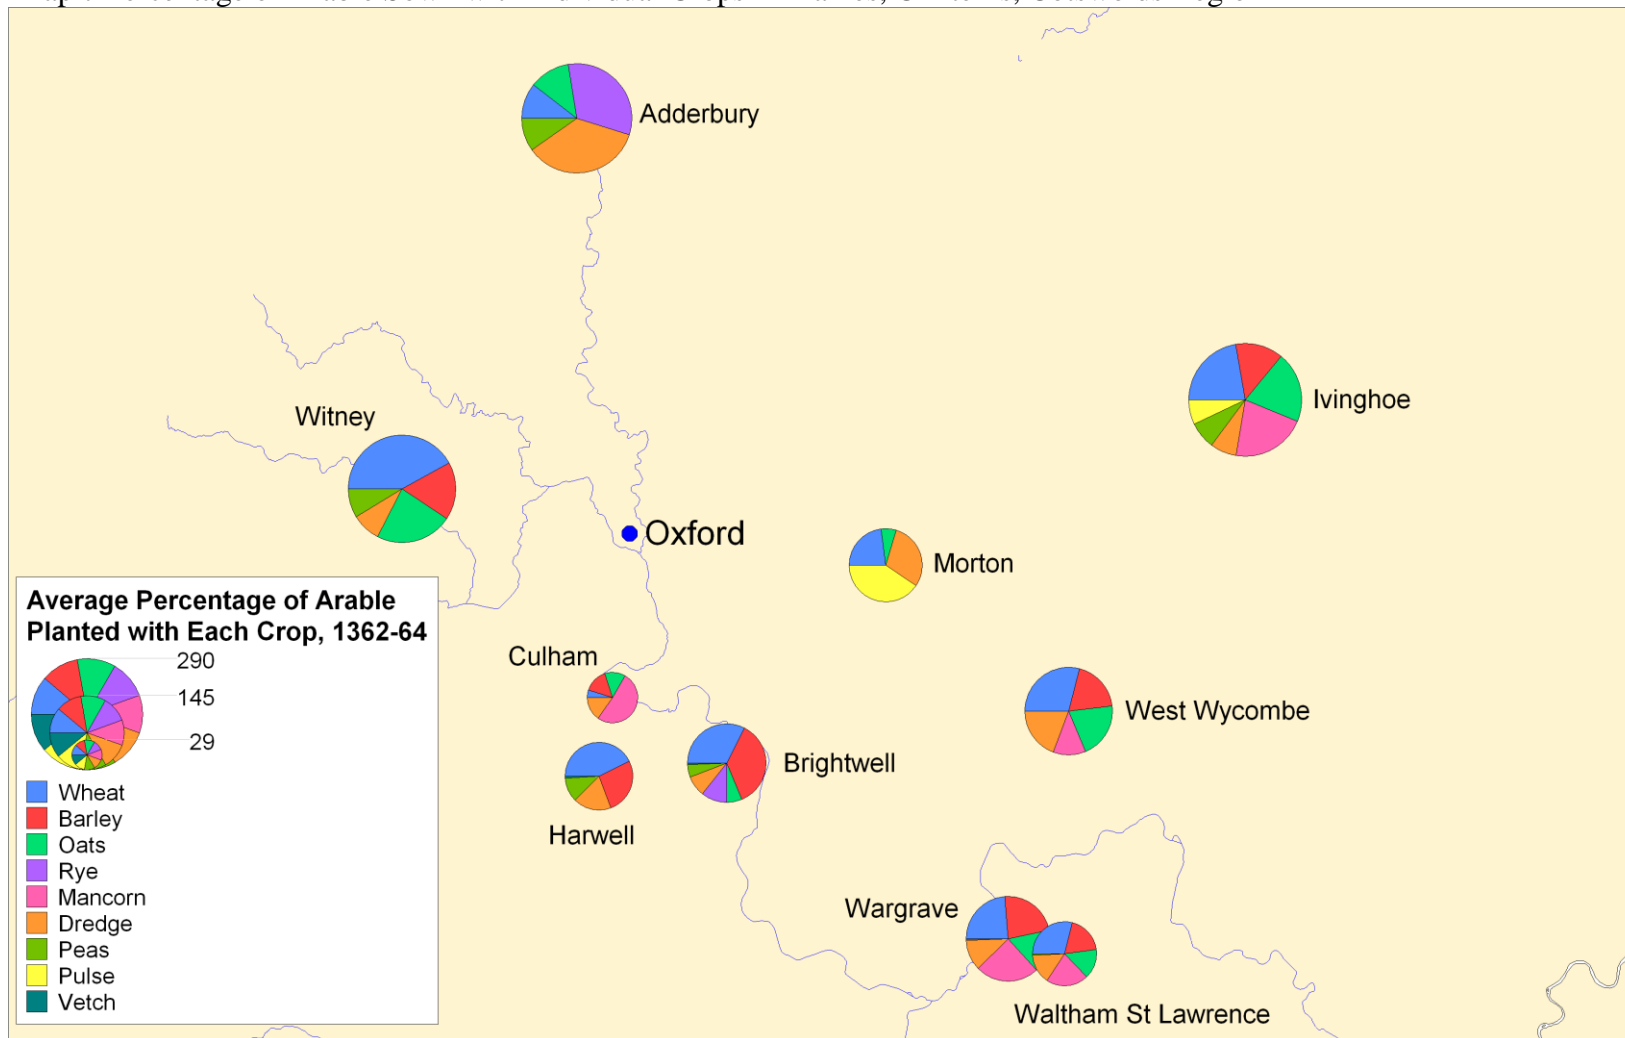 Adderbury
Ivinghoe
Witney
Oxford
Morton
Culham
West Wycombe
Brightwell
Harwell
Wargrave
Waltham St Lawrence
Average Percentage of Arable
Planted with Each Crop, 1362-64
290
145
29
Wheat
Barley
Oats
Rye
Mancorn
Dredge
Peas
Pulse
Vetch